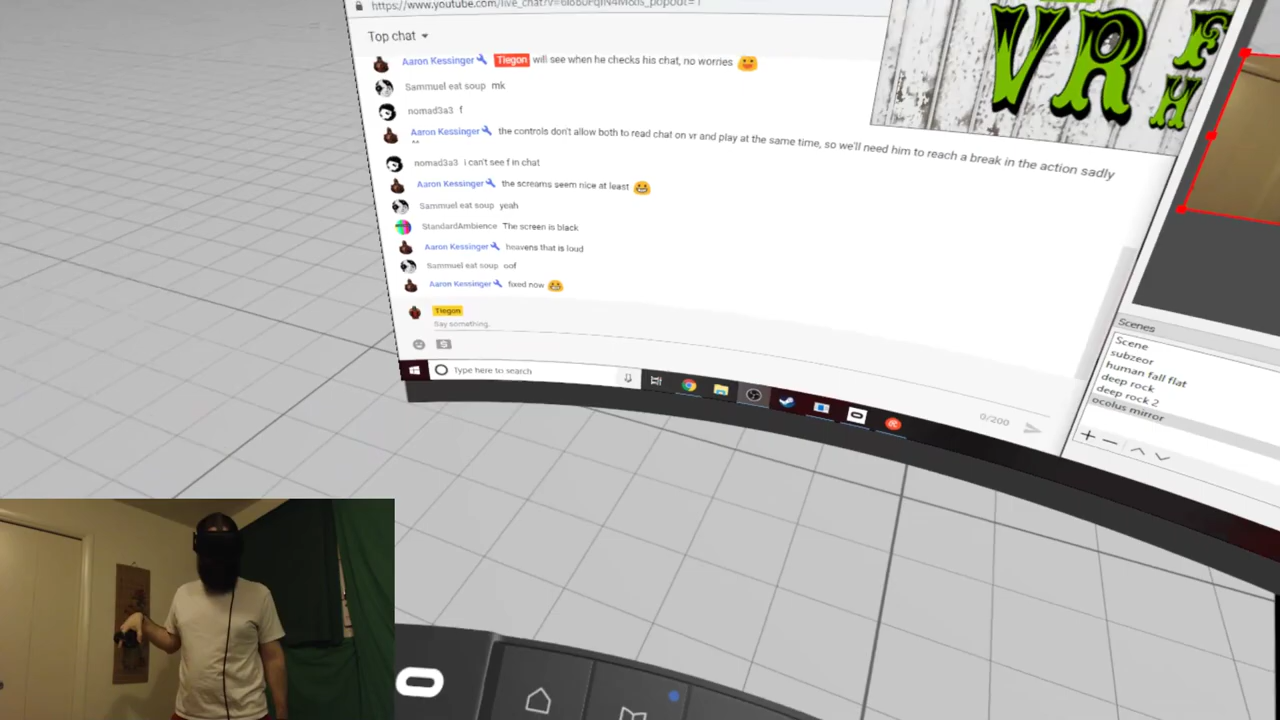 https://www.youtube.com/live_chat?v=
Top chat
Aaron Kessinger Tiegon will see when he checks his chat, no worries
Sammuel eat soup mk
nomad3a3 f
Aaron Kessinger the controls don't allow both to read chat on vr and play at the same time, so we'll need him to reach a break in the action sadly
^^
nomad3a3 i can't see f in chat
Aaron Kessinger the screams seem nice at least
Sammuel eat soup yeah
StandardAmbience The screen is black
Aaron Kessinger heavens that is loud
Sammuel eat soup oof
Aaron Kessinger fixed now
Tiegon
Say something...
0/200
Type here to search
VR
Scenes
Scene
subzeor
human fall flat
deep rock
deep rock 2
ocolus mirror